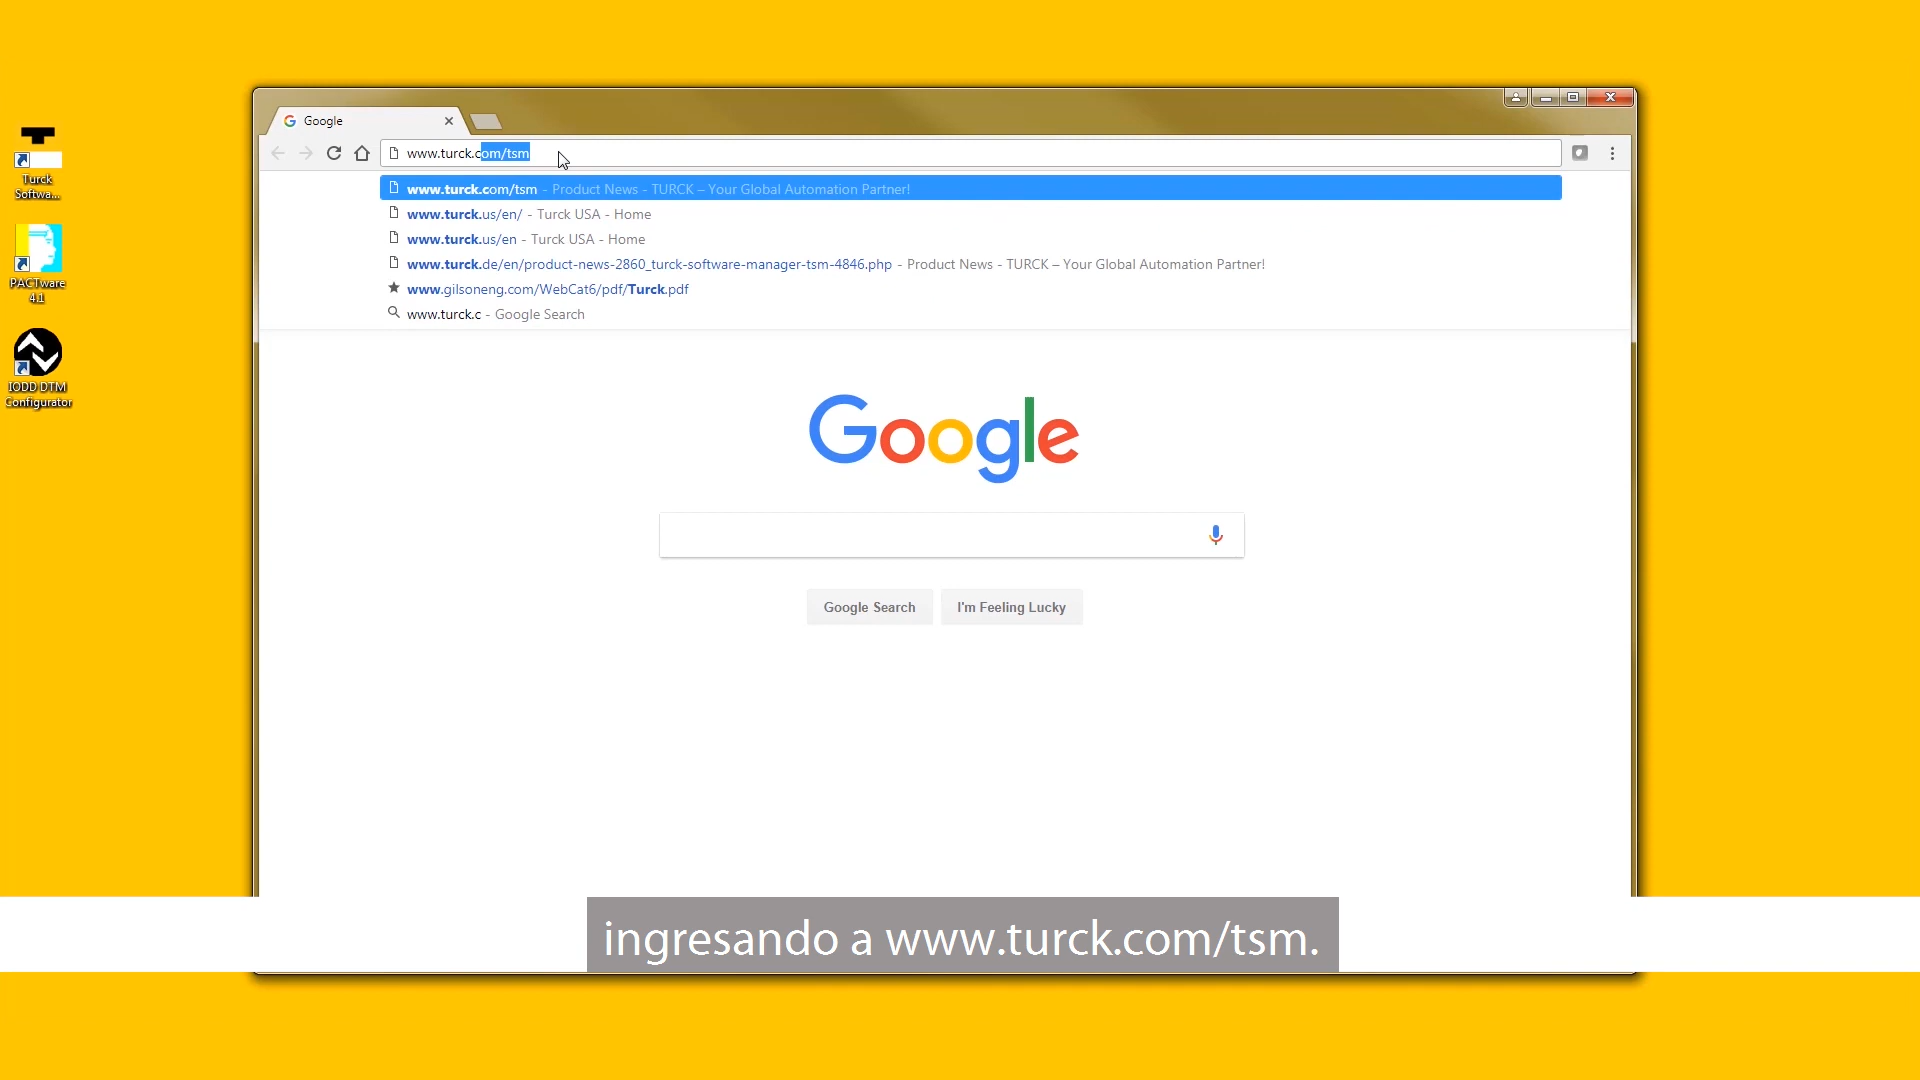 Google
www.turck.com/tsm
www.turck.com/tsm - Product News - TURCK – Your Global Automation Partner!
www.turck.us/en/ - Turck USA - Home
www.turck.us/en - Turck USA - Home
www.turck.de/en/product-news-2860_turck-software-manager-tsm-4846.php - Product News - TURCK – Your Global Automation Partner!
www.gilsoneng.com/WebCat6/pdf/Turck.pdf
www.turck.c - Google Search
Turck
Softwa...
PACTware
4.1
IODD DTM
Configurator
Google
Google Search
I'm Feeling Lucky
ingresando a www.turck.com/tsm.